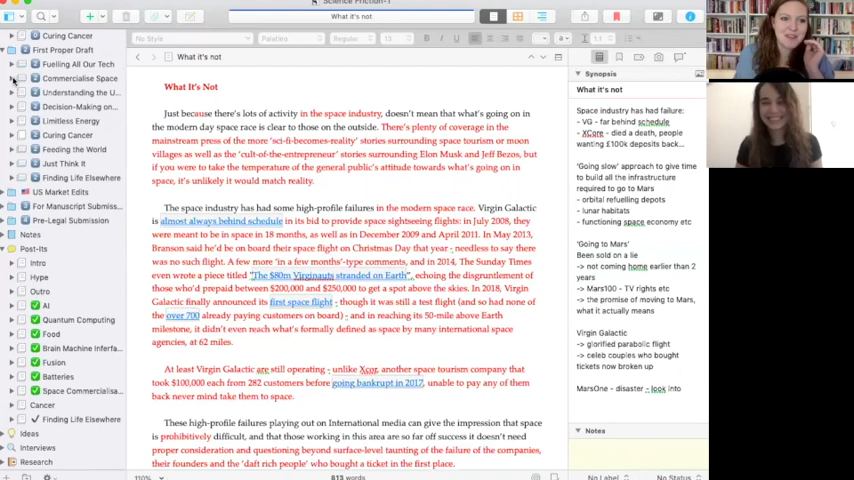 Science Friction-1
What it's not
No Style
Palatino
Regular
13
Curing Cancer
First Proper Draft
Fuelling All Our Tech
Commercialise Space
Understanding the U...
Decision-Making on...
Limitless Energy
Curing Cancer
Feeding the World
Just Think It
Finding Life Elsewhere
US Market Edits
For Manuscript Submis...
Pre-Legal Submission
Notes
Post-Its
Intro
Hype
Outro
AI
Quantum Computing
Food
Brain Machine Interfa...
Fusion
Batteries
Space Commercialisa...
Cancer
Finding Life Elsewhere
Ideas
Interviews
Research
What it's not
What It's Not
Just because there's lots of activity in the space industry, doesn't mean that what's going on in
the modern day space race is clear to those on the outside. There's plenty of coverage in the
mainstream press of the more 'sci-fi-becomes-reality' stories surrounding space tourism or moon
villages as well as the 'cult-of-the-entrepreneur' stories surrounding Elon Musk and Jeff Bezos, but
if you were to take the temperature of the general public's attitude towards what's going on in
space, it's unlikely it would match reality.
The space industry has had some high-profile failures in the modern space race. Virgin Galactic
is almost always behind schedule in its bid to provide space sightseeing flights: in July 2008, they
were meant to be in space in 18 months, as well as in December 2009 and April 2011. In May 2013,
Branson said he'd be on board their space flight on Christmas Day that year - needless to say there
was no such flight. A few more 'in a few months'-type comments, and in 2014, The Sunday Times
even wrote a piece titled "The $80m Virginauts stranded on Earth", echoing the disgruntlement of
those who'd prepaid between $200,000 and $250,000 to get a spot above the skies. In 2018, Virgin
Galactic finally announced its first space flight - though it was still a test flight (and so had none of
the over 700 already paying customers on board) - and in reaching its 50-mile above Earth
milestone, it didn't even reach what's formally defined as space by many international space
agencies, at 62 miles.
At least Virgin Galactic are still operating - unlike Xcor, another space tourism company that
took $100,000 each from 282 customers before going bankrupt in 2017, unable to pay any of them
back never mind take them to space.
These high-profile failures playing out on International media can give the impression that space
is prohibitively difficult, and that those working in this area are so far off success it doesn't need
proper consideration and questioning beyond surface-level taunting of the failure of the companies,
their founders and the 'daft rich people' who bought a ticket in the first place.
110%
813 words
Synopsis
What it's not
Space industry has had failure:
- VG - far behind schedule
- XCore - died a death, people
wanting £100k deposits back...
'Going slow' approach to give time
to build all the infrastructure
required to go to Mars
- orbital refuelling depots
- lunar habitats
- functioning space economy etc
'Going to Mars'
Been sold on a lie
-> not coming home earlier than 2
years
-> Mars100 - TV rights etc
-> the promise of moving to Mars,
what it actually means
Virgin Galactic
-> glorified parabolic flight
-> celeb couples who bought
tickets now broken up
MarsOne - disaster - look into
Notes
No Label
No Status